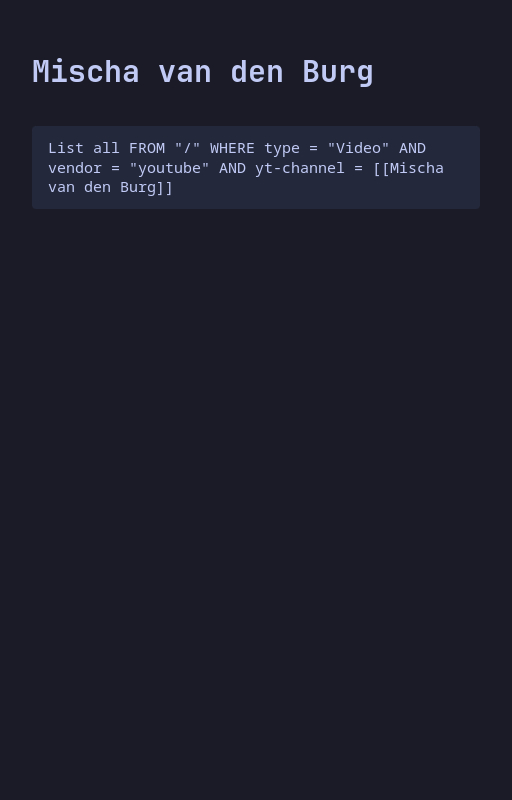 Mischa van den Burg
List all FROM "/" WHERE type = "Video" AND
vendor = "youtube" AND yt-channel = [[Mischa
van den Burg]]